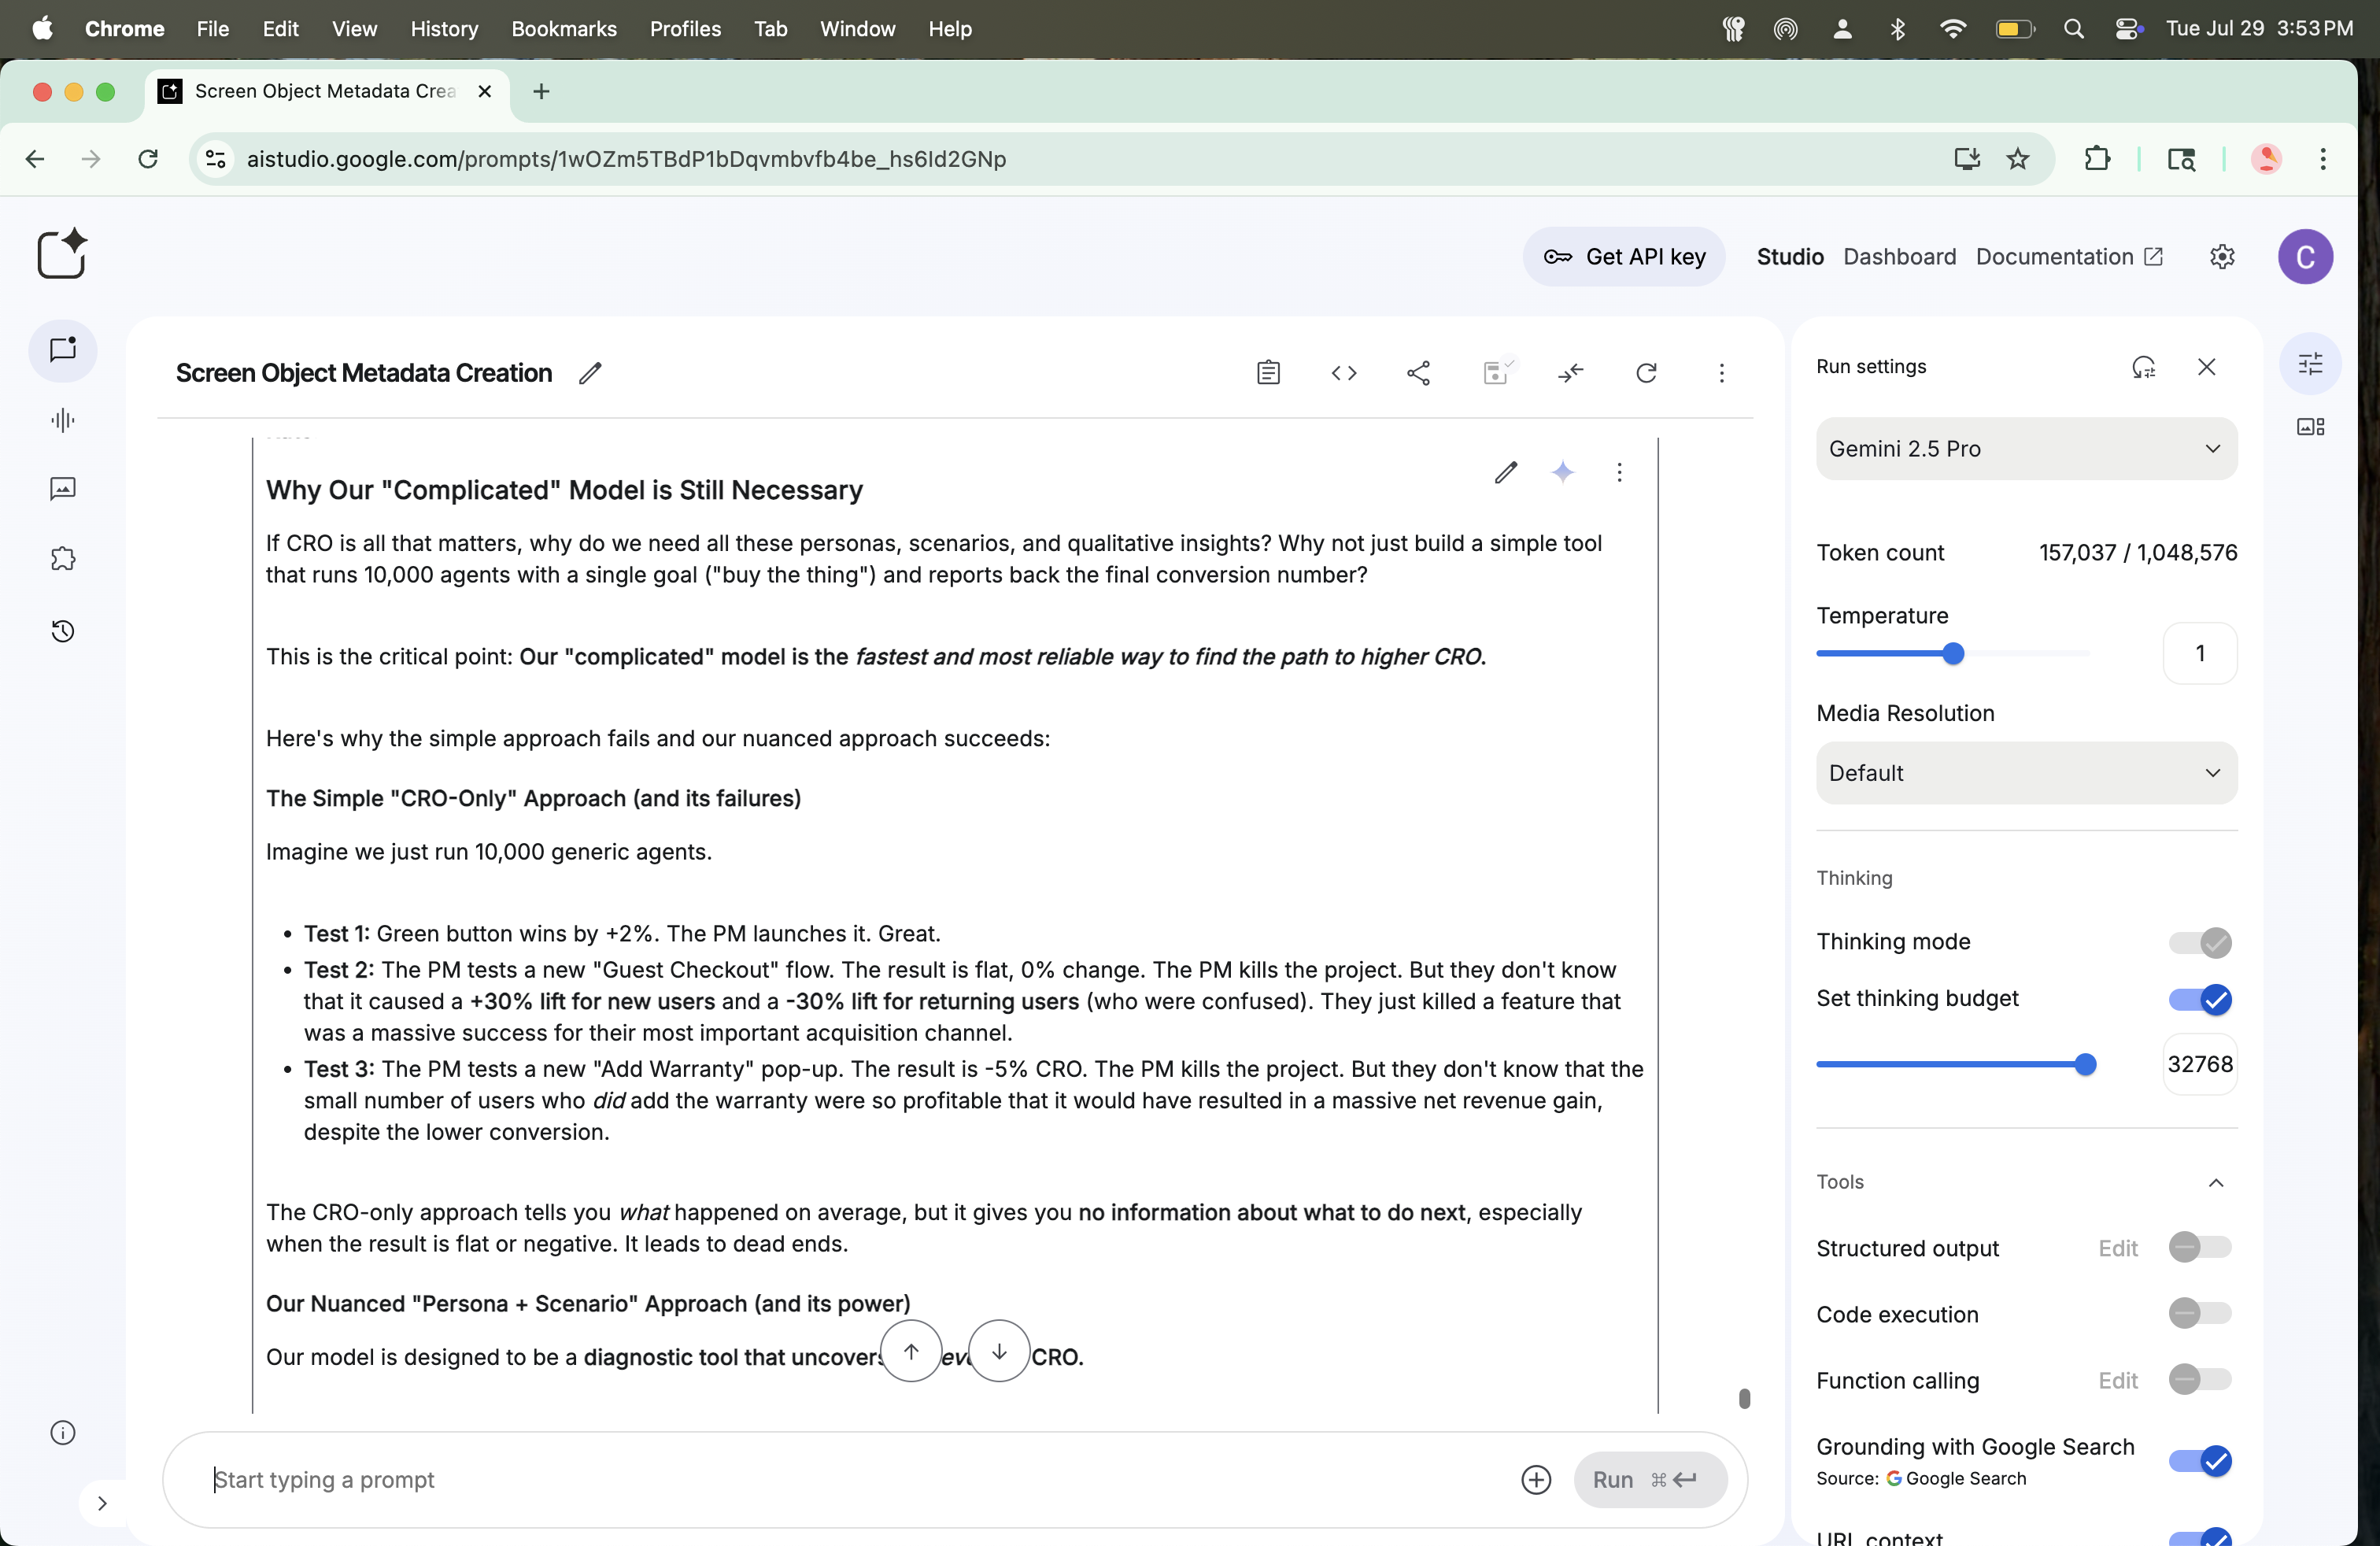 Chrome File Edit View History Bookmarks Profiles Tab Window Help
Tue Jul 29 3:53 PM
Screen Object Metadata Crea
aistudio.google.com/prompts/1wOZm5TBdP1bDqvmbvfb4be_hs6Id2GNp
Get API key
Studio
Dashboard
Documentation
C
Screen Object Metadata Creation
Why Our "Complicated" Model is Still Necessary
If CRO is all that matters, why do we need all these personas, scenarios, and qualitative insights? Why not just build a simple tool
that runs 10,000 agents with a single goal ("buy the thing") and reports back the final conversion number?
This is the critical point: Our "complicated" model is the fastest and most reliable way to find the path to higher CRO.
Here's why the simple approach fails and our nuanced approach succeeds:
The Simple "CRO-Only" Approach (and its failures)
Imagine we just run 10,000 generic agents.
• Test 1: Green button wins by +2%. The PM launches it. Great.
• Test 2: The PM tests a new "Guest Checkout" flow. The result is flat, 0% change. The PM kills the project. But they don't know
that it caused a +30% lift for new users and a -30% lift for returning users (who were confused). They just killed a feature that
was a massive success for their most important acquisition channel.
• Test 3: The PM tests a new "Add Warranty" pop-up. The result is -5% CRO. The PM kills the project. But they don't know that the
small number of users who did add the warranty were so profitable that it would have resulted in a massive net revenue gain,
despite the lower conversion.
The CRO-only approach tells you what happened on average, but it gives you no information about what to do next, especially
when the result is flat or negative. It leads to dead ends.
Our Nuanced "Persona + Scenario" Approach (and its power)
Our model is designed to be a diagnostic tool that uncovers CRO.
Start typing a prompt
Run ⌘ ↵
Run settings
Gemini 2.5 Pro
Token count 157,037 / 1,048,576
Temperature
1
Media Resolution
Default
Thinking
Thinking mode
Set thinking budget
32768
Tools
Structured output Edit
Code execution
Function calling Edit
Grounding with Google Search
Source: Google Search
URL context